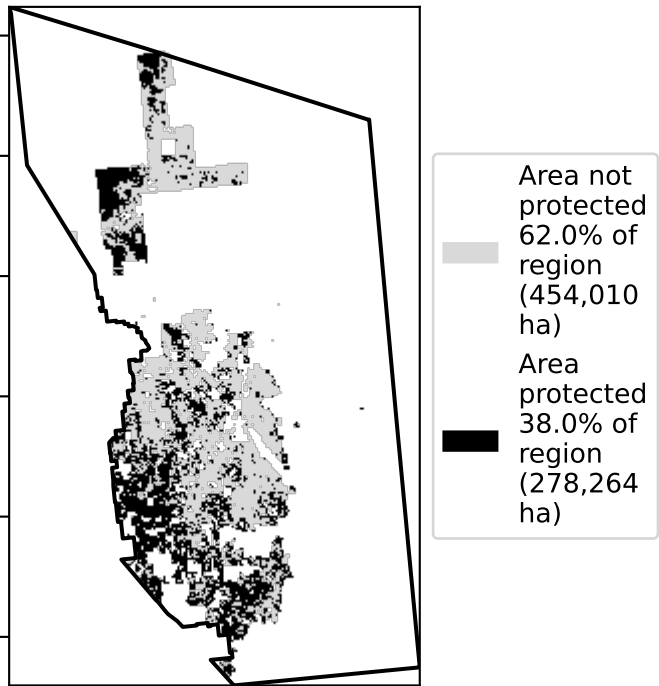 Area not
protected
62.0% of
region
(454,010
ha)
Area
protected
38.0% of
region
(278,264
ha)